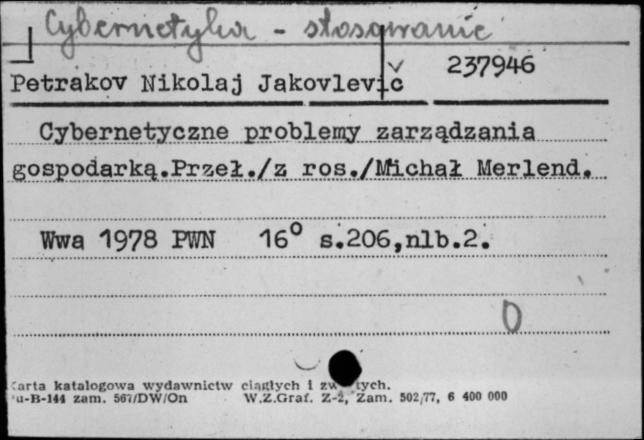 Cybernetyka - stosowanie
237946
Petrakov Nikolaj Jakovlevič
Cybernetyczne problemy zarządzania
gospodarką.Przeł./z ros./Michał Merlend.
Wwa 1978 PWN 16° s.206,nlb.2.
0
Karta katalogowa wydawnictw ciągłych i zw tych.
u-B-144 zam. 567/DW/On W.Z.Graf. Z-2, Zam. 502/77, 6 400 000